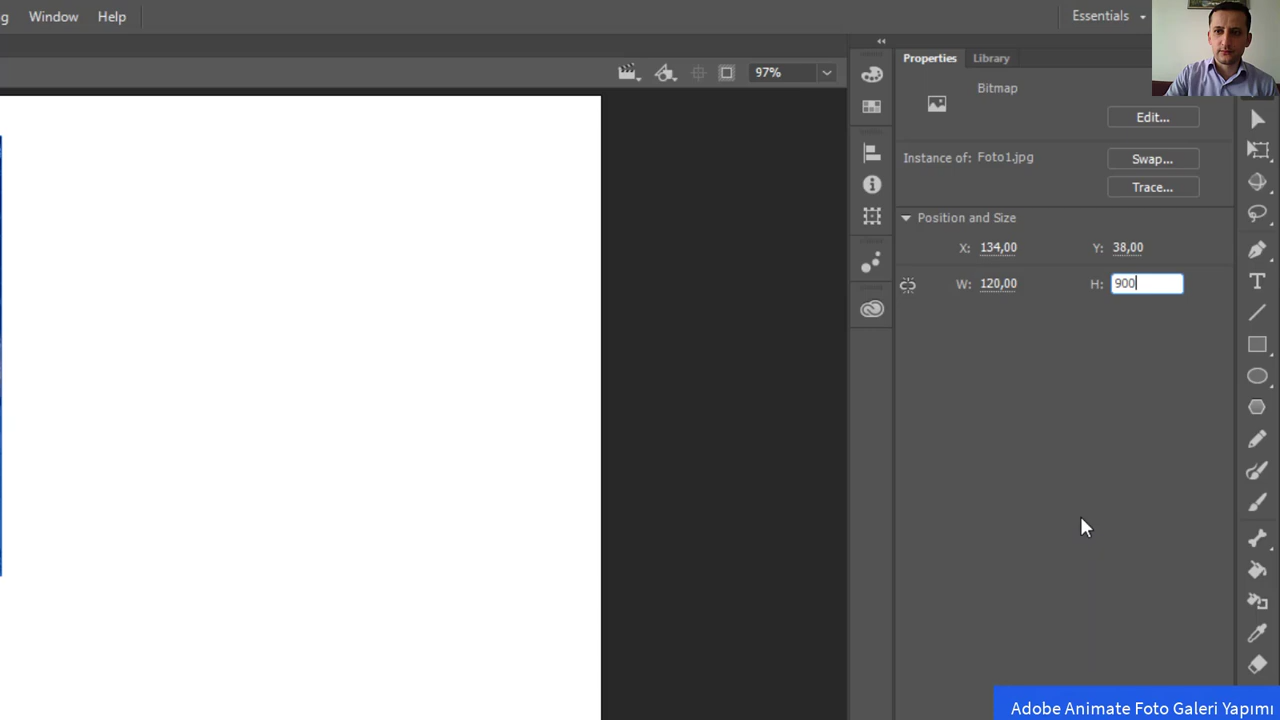 g Window Help Essentials
97%
Properties Library
Bitmap
Edit...
Instance of: Foto1.jpg Swap...
Trace...
Position and Size
X: 134,00 Y: 38,00
W: 120,00 H: 900
Adobe Animate Foto Galeri Yapımı